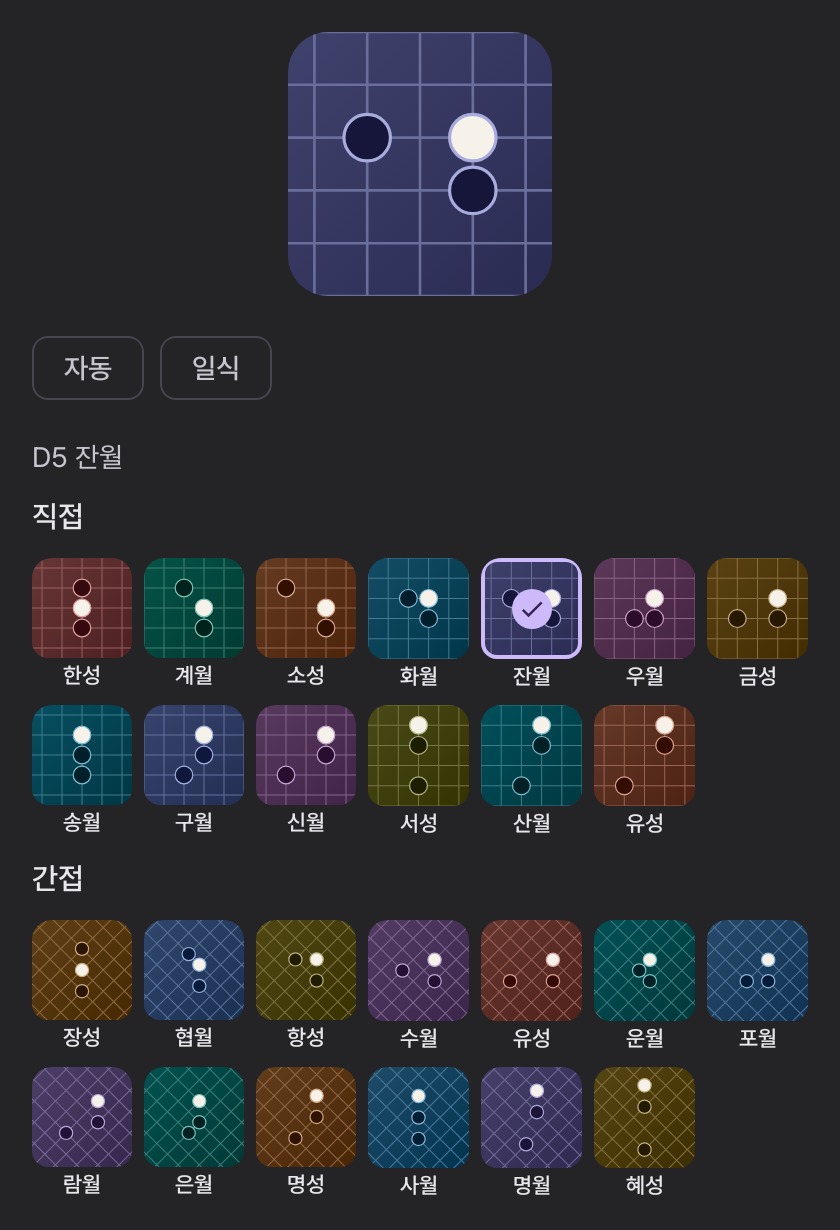 자동 일식
D5 잔월
직접
한성 계월 소성 화월 잔월 우월 금성
송월 구월 신월 서성 산월 유성
간접
장성 협월 항성 수월 유성 운월 포월
람월 은월 명성 사월 명월 혜성